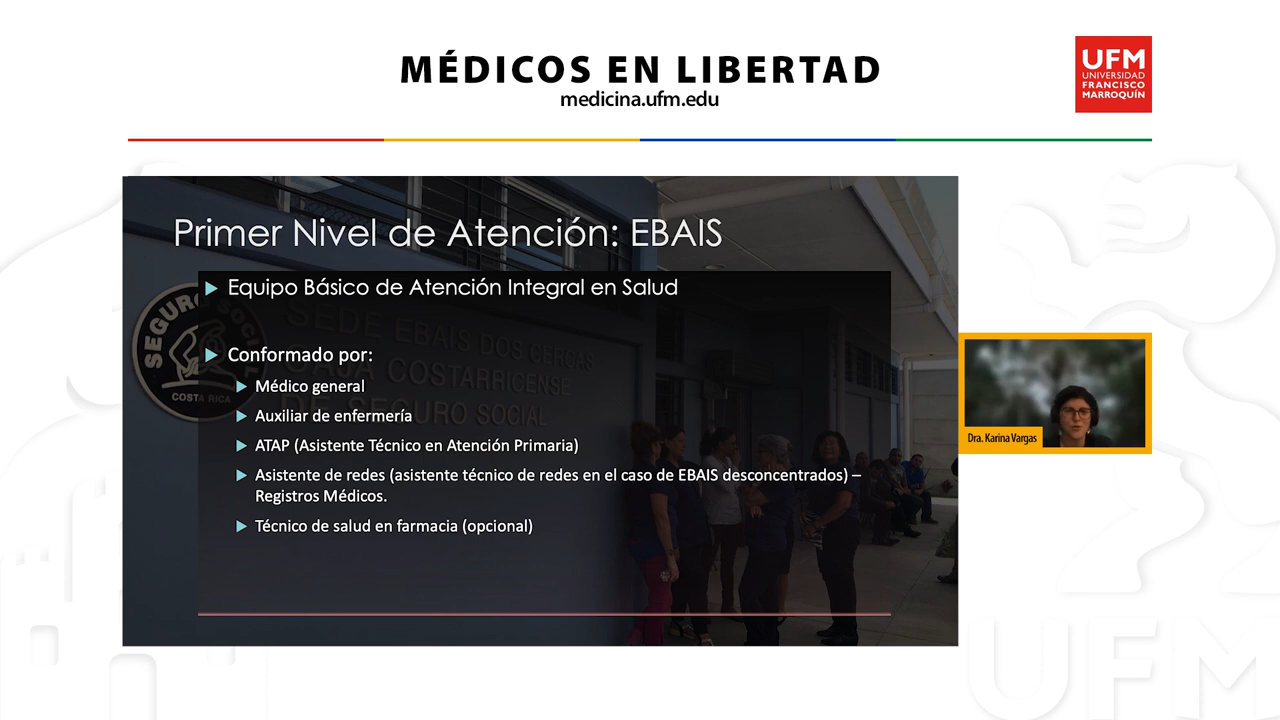 MÉDICOS EN LIBERTAD
medicina.ufm.edu
UFM
UNIVERSIDAD
FRANCISCO
MARROQUÍN
Primer Nivel de Atención: EBAIS
Equipo Básico de Atención Integral en Salud
SEGURO SOCIAL
COSTA RICA
SEDE EBAIS DOS CERCAS
CAJA COSTARRICENSE
DE SEGURO SOCIAL
Conformado por:
Médico general
Auxiliar de enfermería
ATAP (Asistente Técnico en Atención Primaria)
Asistente de redes (asistente técnico de redes en el caso de EBAIS desconcentrados) –
Registros Médicos.
Técnico de salud en farmacia (opcional)
Dra. Karina Vargas
UFM